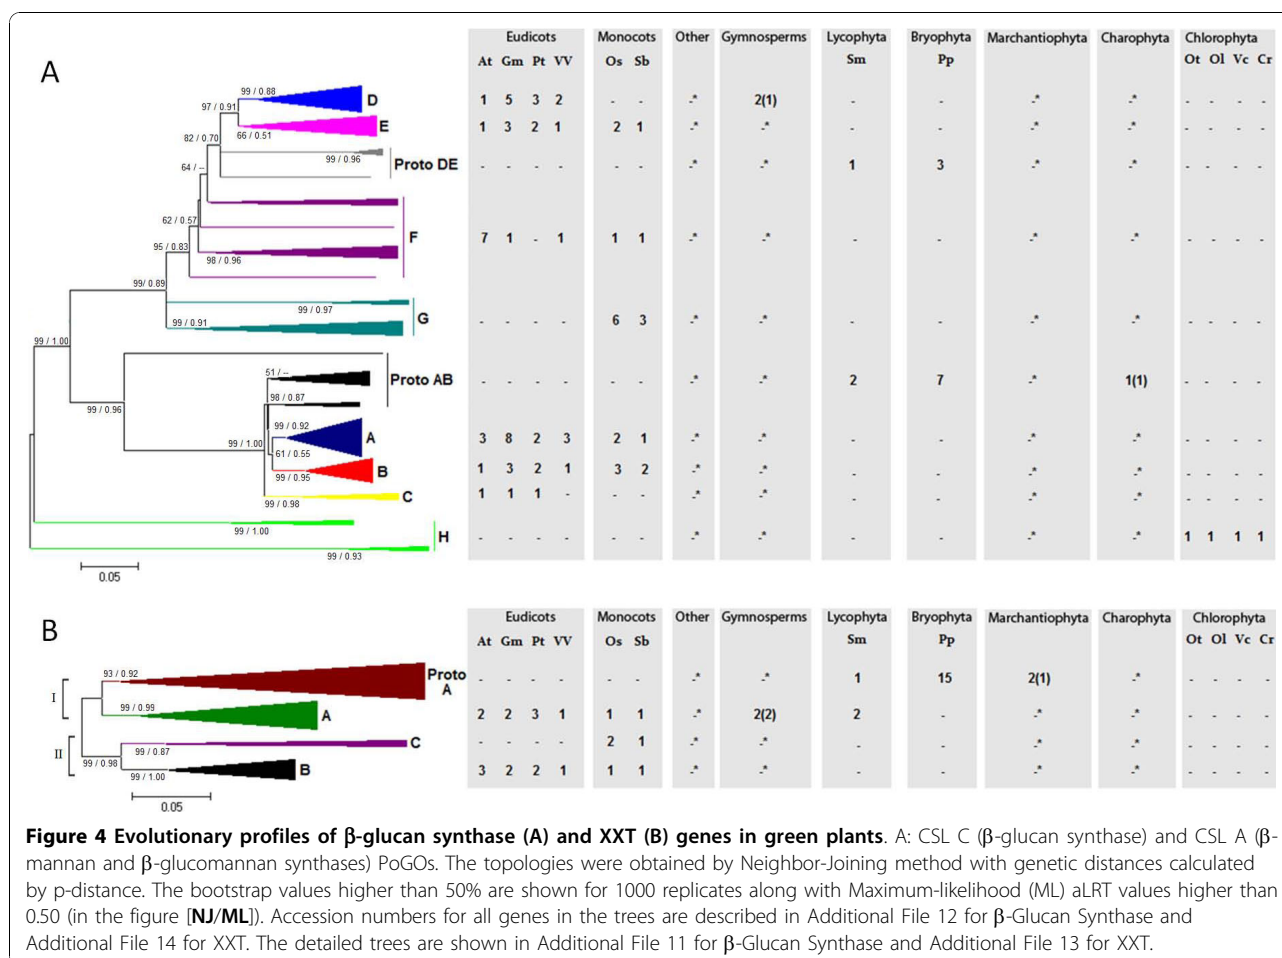 Eudicots Monocots Other Gymnosperms Lycophyta Bryophyta Marchantiophyta Charophyta Chlorophyta
At Gm Pt VV Os Sb Sm Pp Ot Ol Vc Cr
A
99 / 0.88
D 1 5 3 2 - - -* 2(1) - - -* -* - - - -
97 / 0.91
E 1 3 2 1 2 1 -* -* - - -* -* - - - -
66 / 0.51
82 / 0.70
99 / 0.96
Proto DE - - - - - - -* -* 1 3 -* -* - - - -
64 / --
62 / 0.57
F 7 1 - 1 1 1 -* -* - - -* -* - - - -
95 / 0.83
98 / 0.96
99/ 0.89
99 / 0.97
G - - - - 6 3 -* -* - - -* -* - - - -
99 / 0.91
99 / 1.00
51 / --
Proto AB - - - - - - -* -* 2 7 -* 1(1) - - - -
98 / 0.87
99 / 0.96
99 / 0.92
A 3 8 2 3 2 1 -* -* - - -* -* - - - -
99 / 1.00
61 / 0.55
B 1 3 2 1 3 2 -* -* - - -* -* - - - -
99 / 0.95
C 1 1 1 - - - -* -* - - -* -* - - - -
99 / 0.98
99 / 1.00
H - - - - - - -* -* - - -* -* 1 1 1 1
99 / 0.93
0.05
B
Eudicots Monocots Other Gymnosperms Lycophyta Bryophyta Marchantiophyta Charophyta Chlorophyta
At Gm Pt VV Os Sb Sm Pp Ot Ol Vc Cr
93 / 0.92
Proto
A - - - - - - -* -* 1 15 2(1) -* - - - -
I
99 / 0.99
A 2 2 3 1 1 1 -* 2(2) 2 - -* -* - - - -
C - - - - 2 1 -* -* - - -* -* - - - -
II
99 / 0.87
99 / 0.98
B 3 2 2 1 1 1 -* -* - - -* -* - - - -
99 / 1.00
0.05
Figure 4 Evolutionary profiles of β-glucan synthase (A) and XXT (B) genes in green plants. A: CSL C (β-glucan synthase) and CSL A (β-
mannan and β-glucomannan synthases) PoGOs. The topologies were obtained by Neighbor-Joining method with genetic distances calculated
by p-distance. The bootstrap values higher than 50% are shown for 1000 replicates along with Maximum-likelihood (ML) aLRT values higher than
0.50 (in the figure [NJ/ML]). Accession numbers for all genes in the trees are described in Additional File 12 for β-Glucan Synthase and
Additional File 14 for XXT. The detailed trees are shown in Additional File 11 for β-Glucan Synthase and Additional File 13 for XXT.